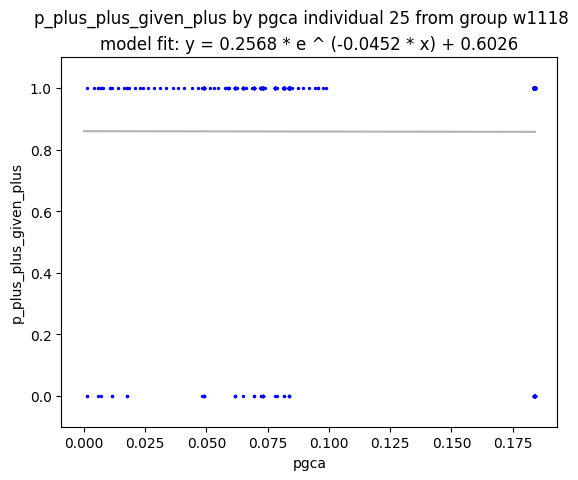 p_plus_plus_given_plus by pgca individual 25 from group w1118
model fit: y = 0.2568 * e ^ (-0.0452 * x) + 0.6026
1.0
0.8
0.6
0.4
0.2
0.0
p_plus_plus_given_plus
0.000 0.025 0.050 0.075 0.100 0.125 0.150 0.175
pgca